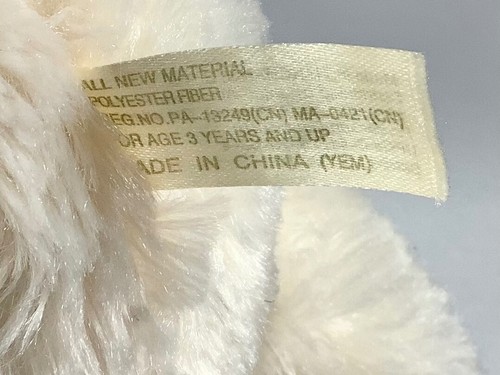 ALL NEW MATERIAL
POLYESTER FIBER
EG.NO.PA-13249(CN) MA-0421(CN)
OR AGE 3 YEARS AND UP
ADE IN CHINA (YEM)